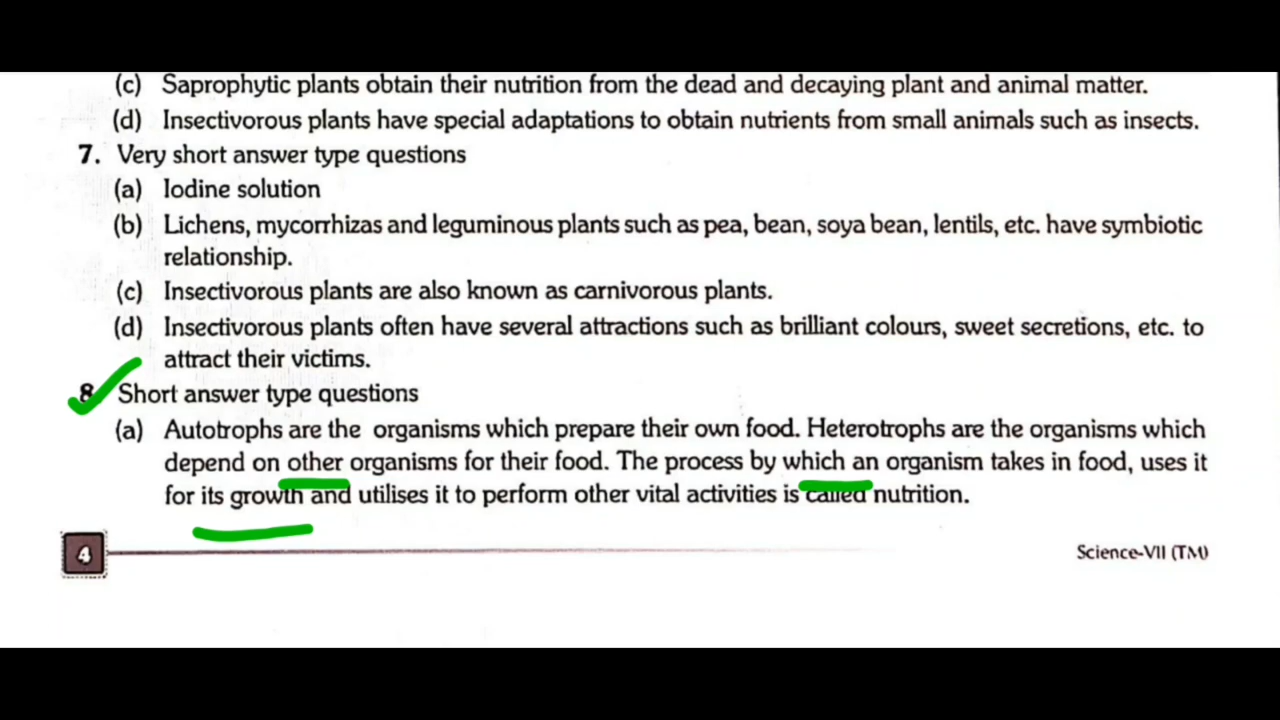 (c) Saprophytic plants obtain their nutrition from the dead and decaying plant and animal matter.
(d) Insectivorous plants have special adaptations to obtain nutrients from small animals such as insects.
7. Very short answer type questions
(a) Iodine solution
(b) Lichens, mycorrhizas and leguminous plants such as pea, bean, soya bean, lentils, etc. have symbiotic
relationship.
(c) Insectivorous plants are also known as carnivorous plants.
(d) Insectivorous plants often have several attractions such as brilliant colours, sweet secretions, etc. to
attract their victims.
8 Short answer type questions
(a) Autotrophs are the organisms which prepare their own food. Heterotrophs are the organisms which
depend on other organisms for their food. The process by which an organism takes in food, uses it
for its growth and utilises it to perform other vital activities is called nutrition.
4 Science-VII (TM)